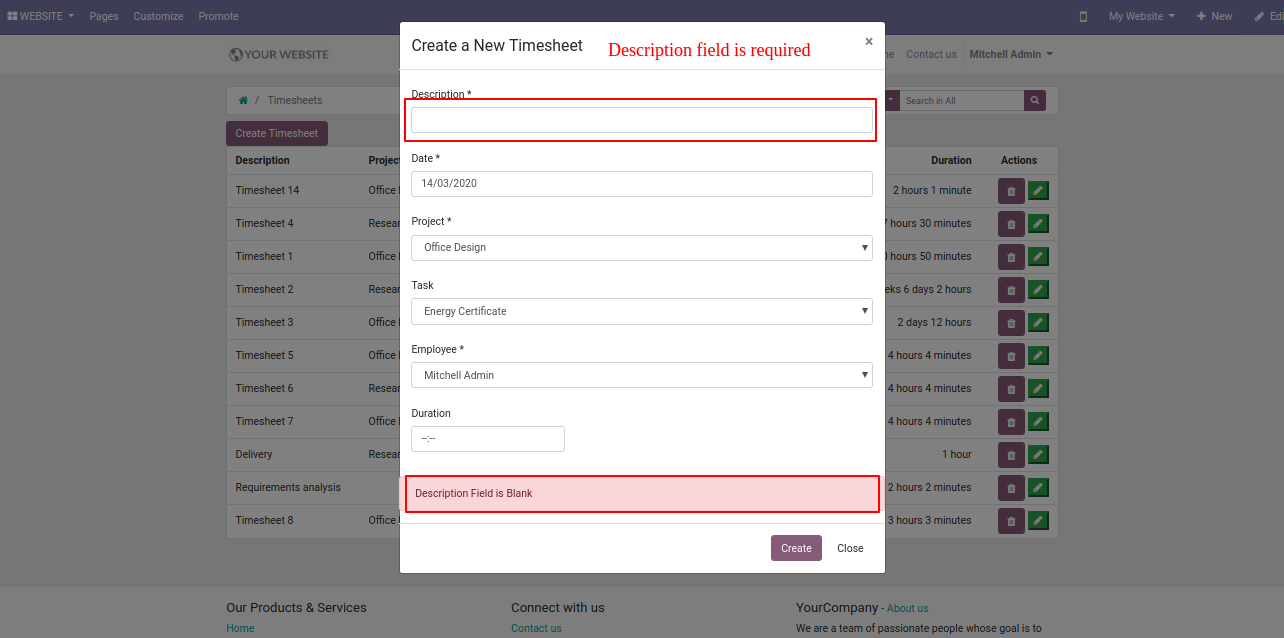 WEBSITE Pages Customize Promote My Website New Edi
Create a New Timesheet Description field is required ×
YOUR WEBSITE Contact us Mitchell Admin
/ Timesheets Search in All
Create Timesheet
Description * 
Date *
14/03/2020
Project *
Office Design
Task
Energy Certificate
Employee *
Mitchell Admin
Duration
--:--
Description Field is Blank
Create Close
Description Project Duration Actions
Timesheet 14 Office 2 hours 1 minute
Timesheet 4 Resear 7 hours 30 minutes
Timesheet 1 Office 0 hours 50 minutes
Timesheet 2 Resear eks 6 days 2 hours
Timesheet 3 Office 2 days 12 hours
Timesheet 5 Office 4 hours 4 minutes
Timesheet 6 Resear 4 hours 4 minutes
Timesheet 7 Office 4 hours 4 minutes
Delivery Resear 1 hour
Requirements analysis 2 hours 2 minutes
Timesheet 8 Office 3 hours 3 minutes
Our Products & Services Connect with us YourCompany - About us
Home Contact us We are a team of passionate people whose goal is to